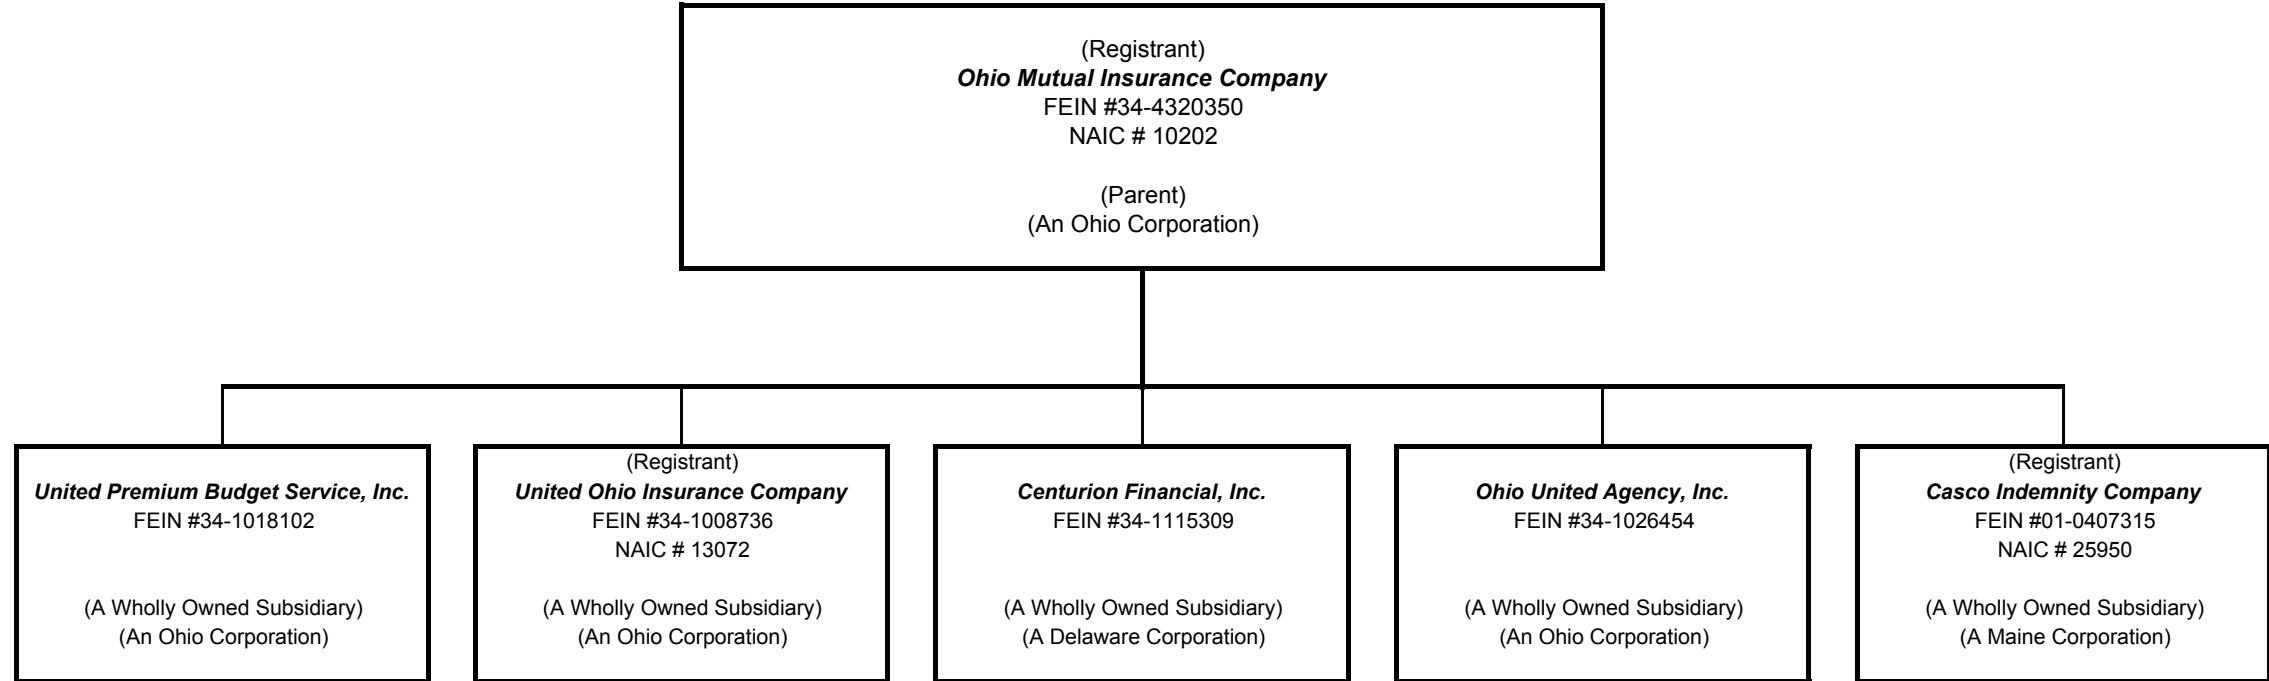 (Registrant)
Ohio Mutual Insurance Company
FEIN #34-4320350
NAIC # 10202
(Parent)
(An Ohio Corporation)
United Premium Budget Service, Inc.
FEIN #34-1018102
(A Wholly Owned Subsidiary)
(An Ohio Corporation)
(Registrant)
United Ohio Insurance Company
FEIN #34-1008736
NAIC # 13072
(A Wholly Owned Subsidiary)
(An Ohio Corporation)
Centurion Financial, Inc.
FEIN #34-1115309
(A Wholly Owned Subsidiary)
(A Delaware Corporation)
Ohio United Agency, Inc.
FEIN #34-1026454
(A Wholly Owned Subsidiary)
(An Ohio Corporation)
(Registrant)
Casco Indemnity Company
FEIN #01-0407315
NAIC # 25950
(A Wholly Owned Subsidiary)
(A Maine Corporation)